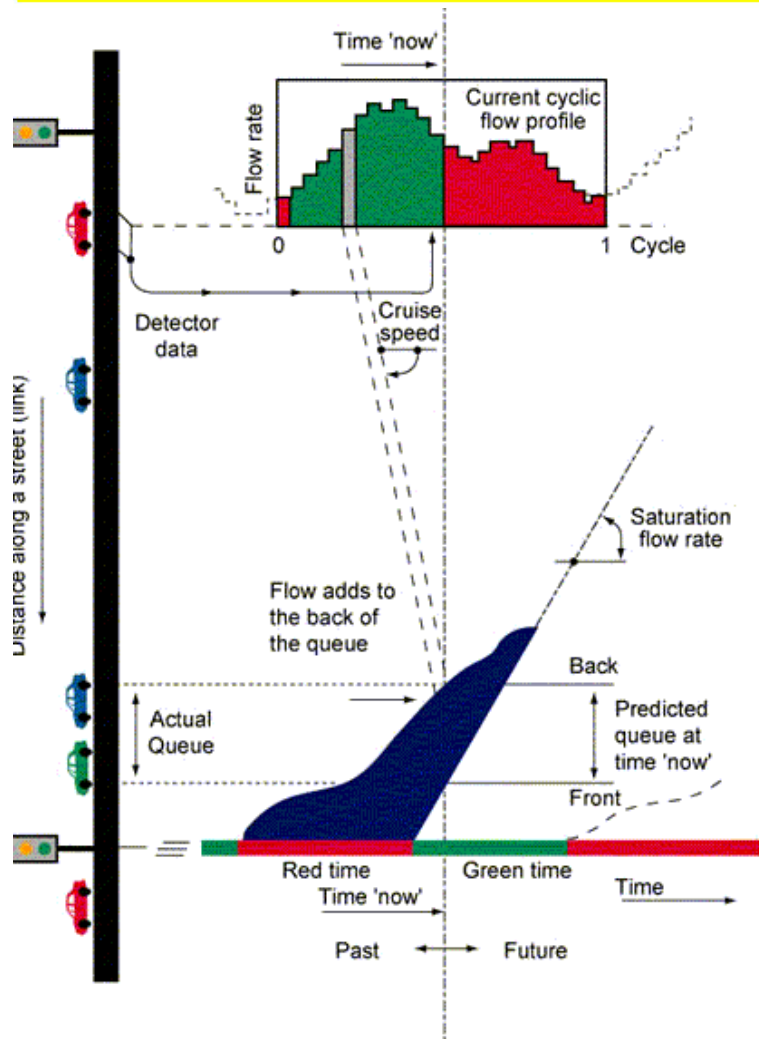 Time 'now'
Current cyclic
flow profile
Flow rate
0
1
Cycle
Detector
data
Cruise
speed
Distance along a street (link)
Saturation
flow rate
Flow adds to
the back of
the queue
Back
Actual
Queue
Predicted
queue at
time 'now'
Front
Red time
Green time
Time 'now'
Time
Past
Future